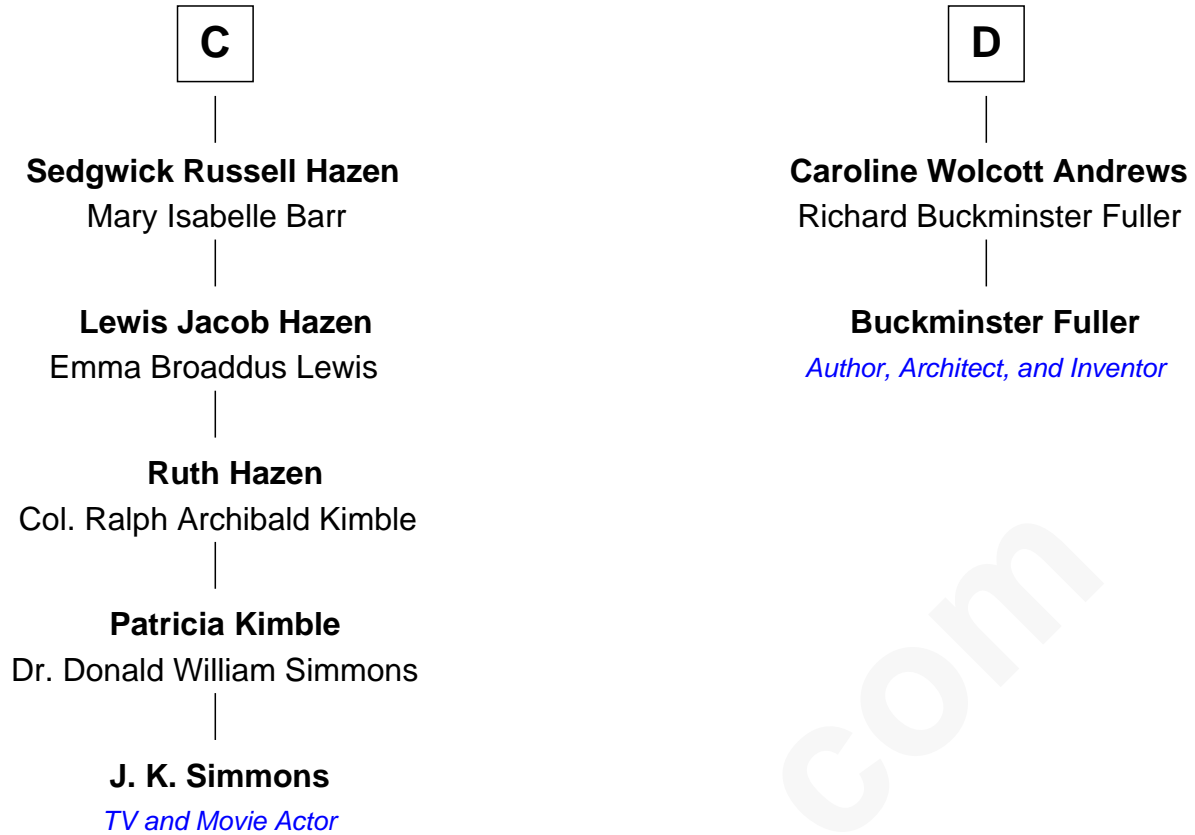 C
Sedgwick Russell Hazen
Mary Isabelle Barr
Lewis Jacob Hazen
Emma Broaddus Lewis
Ruth Hazen
Col. Ralph Archibald Kimble
Patricia Kimble
Dr. Donald William Simmons
J. K. Simmons
TV and Movie Actor
D
Caroline Wolcott Andrews
Richard Buckminster Fuller
Buckminster Fuller
Author, Architect, and Inventor
com